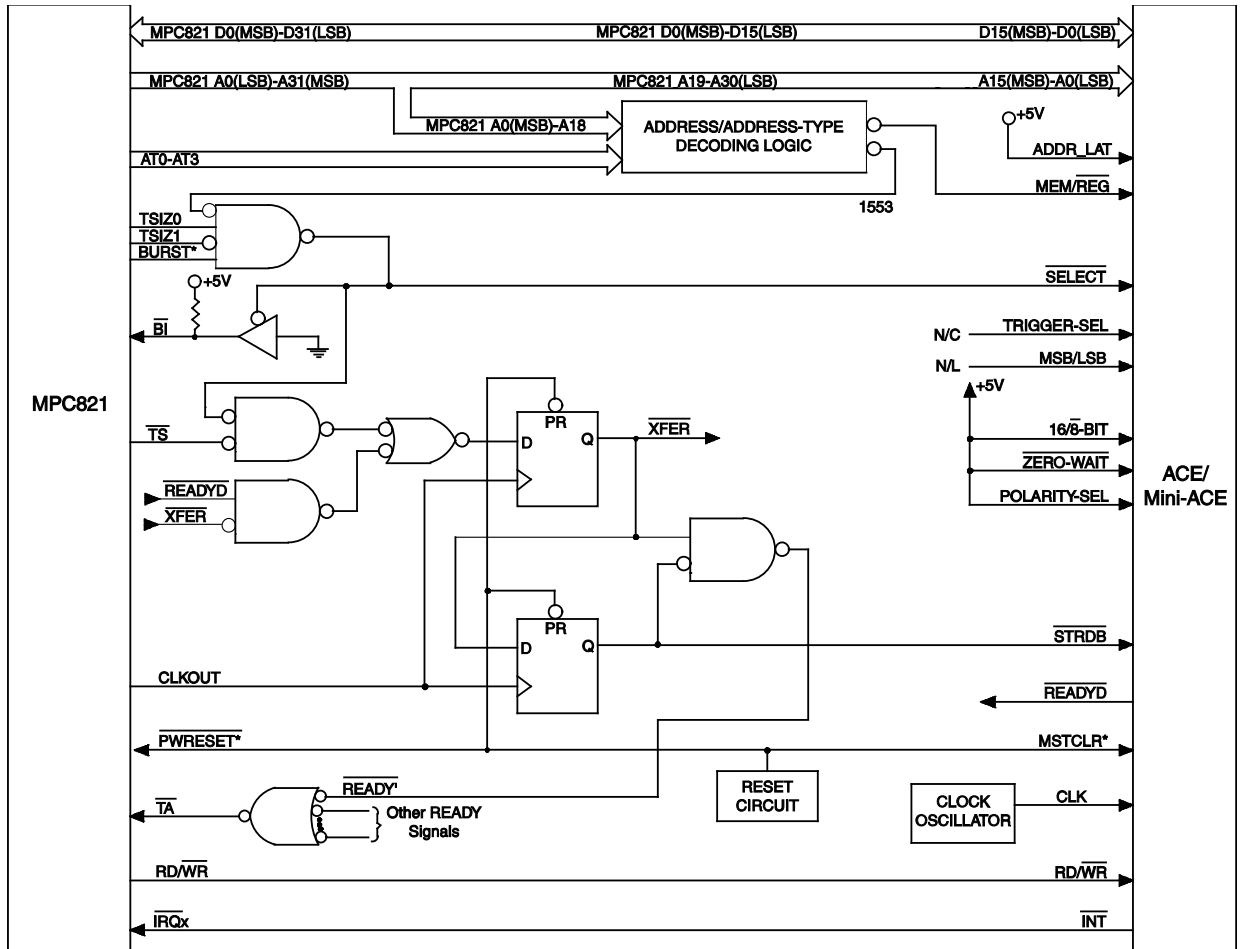 MPC821 D0(MSB)-D31(LSB) MPC821 D0(MSB)-D15(LSB) D15(MSB)-D0(LSB)
MPC821 A0(LSB)-A31(MSB) MPC821 A19-A30(LSB) A15(MSB)-A0(LSB)
MPC821 A0(MSB)-A18
ADDRESS/ADDRESS-TYPE
DECODING LOGIC
+5V
ADDR_LAT
AT0-AT3
MEM/REG
1553
TSIZ0
TSIZ1
BURST*
+5V
SELECT
BI
N/C TRIGGER-SEL
N/L MSB/LSB
+5V
MPC821
PR
D Q
XFER
TS
16/8-BIT
ZERO-WAIT
POLARITY-SEL
ACE/
Mini-ACE
READYD
XFER
PR
D Q
STRDB
CLKOUT
READYD
PWRESET* MSTCLR*
RESET
CIRCUIT
READY'
TA
Other READY
Signals
CLOCK
OSCILLATOR
CLK
RD/WR RD/WR
IRQx INT